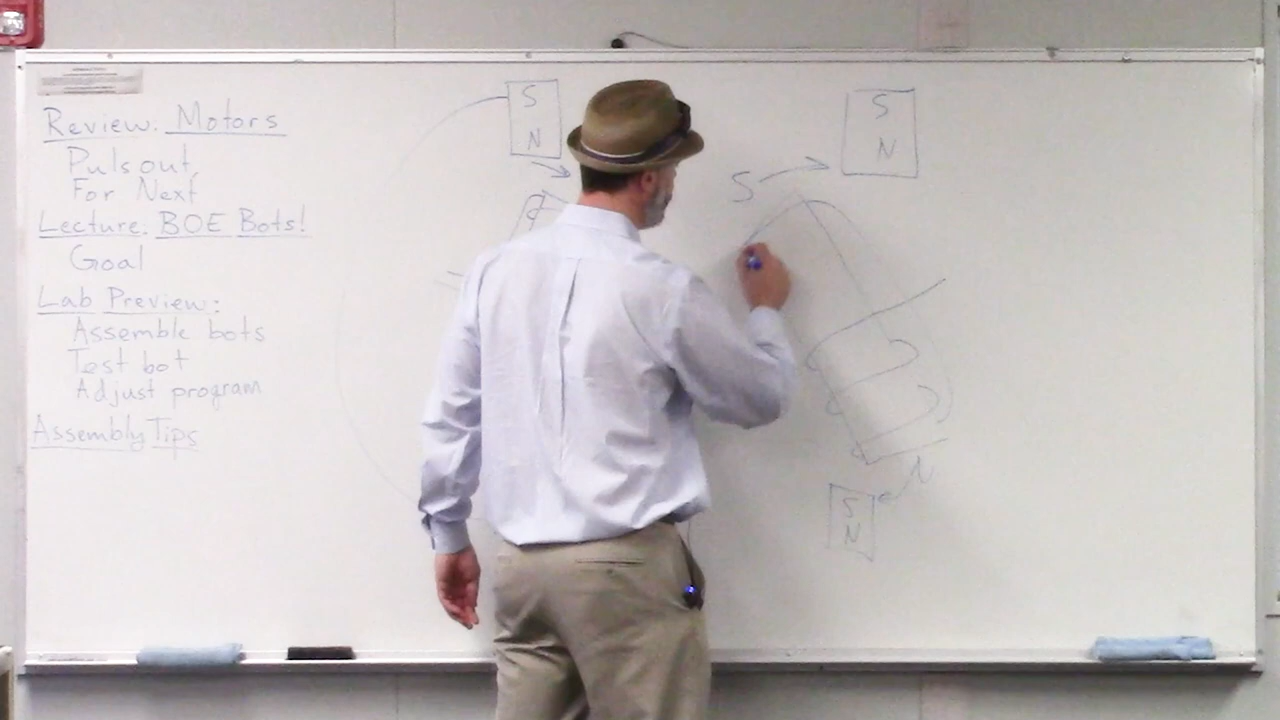 Review: Motors
Pulsout
For Next
Lecture: BOE Bots!
Goal
Lab Preview:
Assemble bots
Test bot
Adjust program
Assembly Tips
S
N
S
N
S
N
S
N